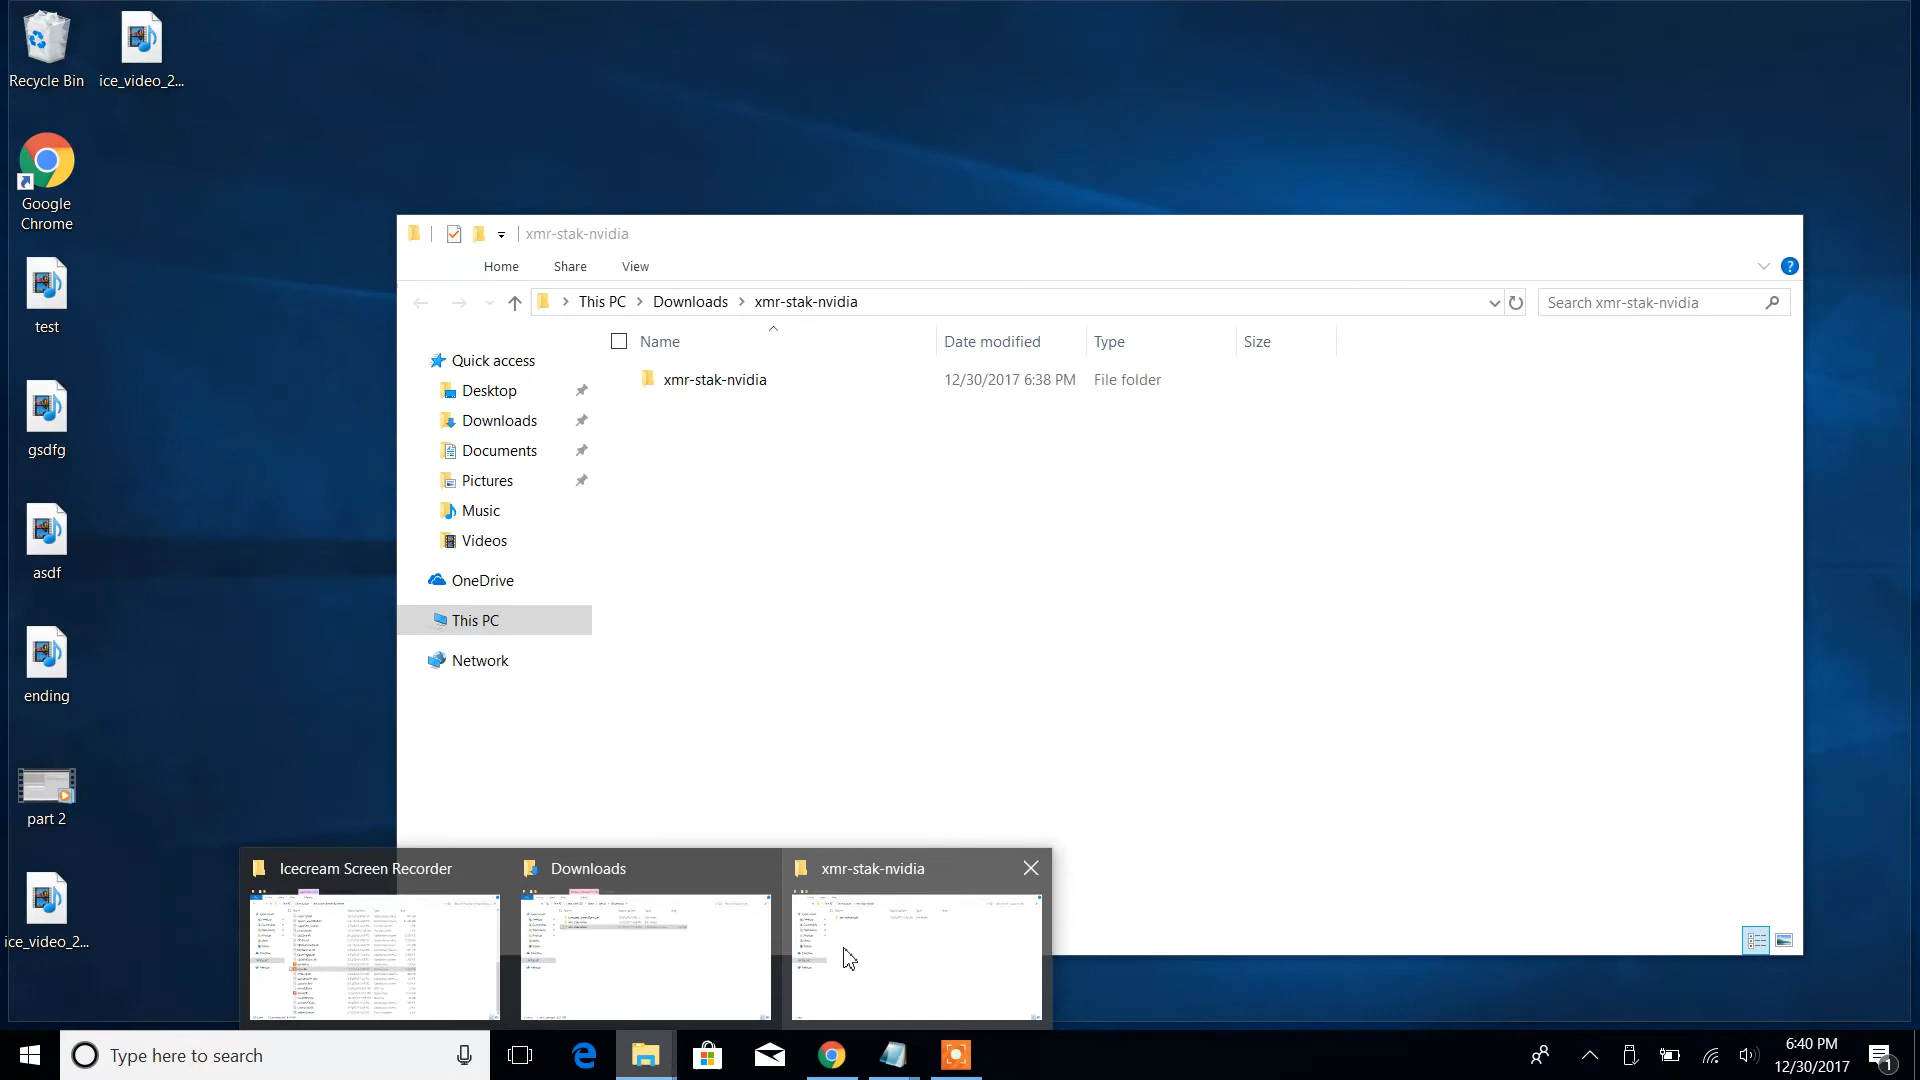 Recycle Bin
ice_video_2...
Google
Chrome
test
gsdfg
asdf
ending
part 2
ice_video_2...
xmr-stak-nvidia
Home Share View
This PC Downloads xmr-stak-nvidia
Search xmr-stak-nvidia
Name Date modified Type Size
xmr-stak-nvidia 12/30/2017 6:38 PM File folder
Quick access
Desktop
Downloads
Documents
Pictures
Music
Videos
OneDrive
This PC
Network
Icecream Screen Recorder
Downloads
xmr-stak-nvidia
Type here to search
6:40 PM
12/30/2017
1